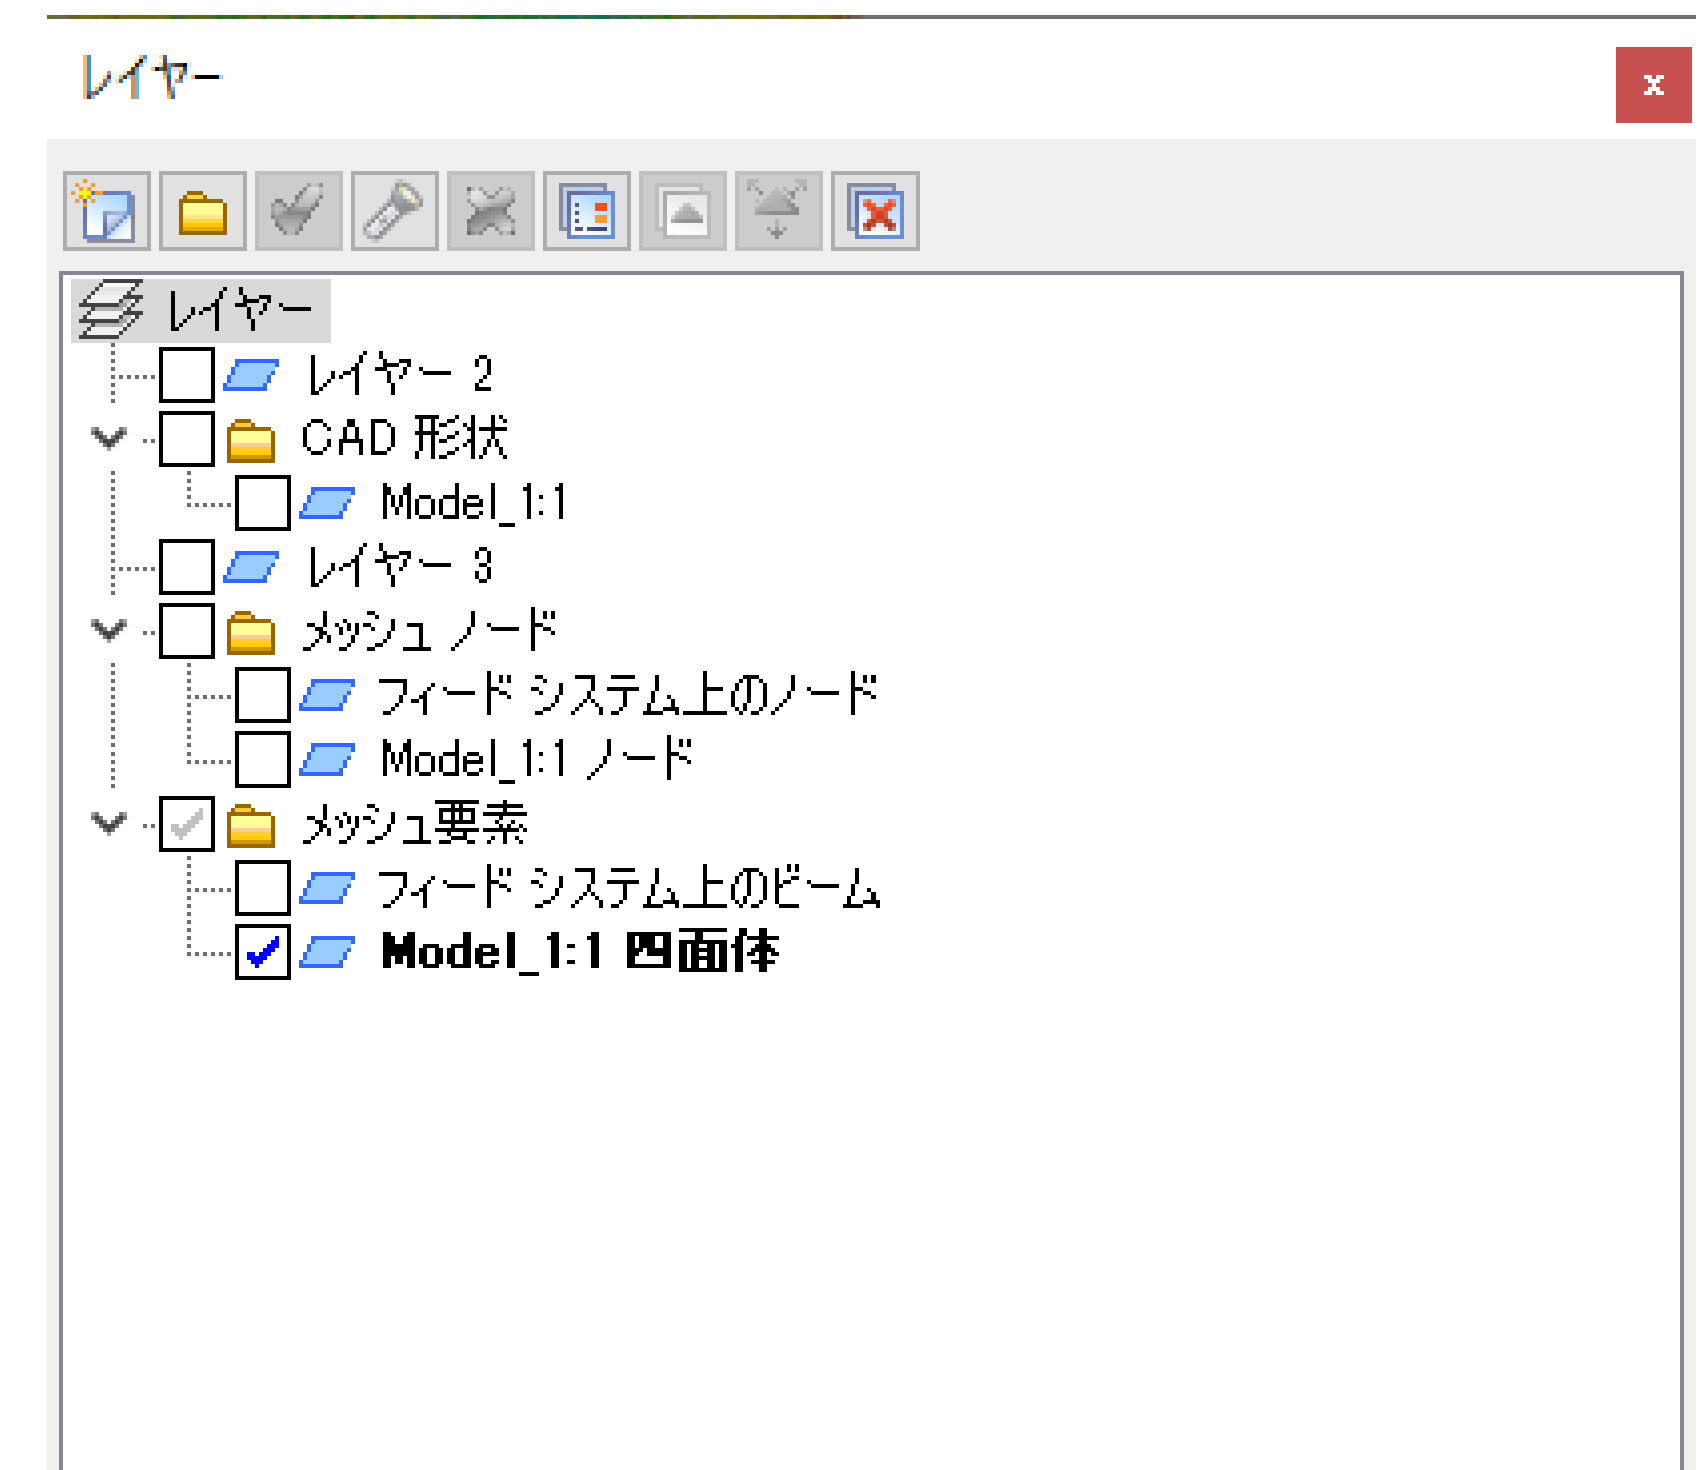 レイヤー
x
レイヤー
レイヤー 2
CAD 形状
Model_1:1
レイヤー 3
メッシュ ノード
フィード システム上のノード
Model_1:1 ノード
メッシュ要素
フィード システム上のビーム
Model_1:1 四面体